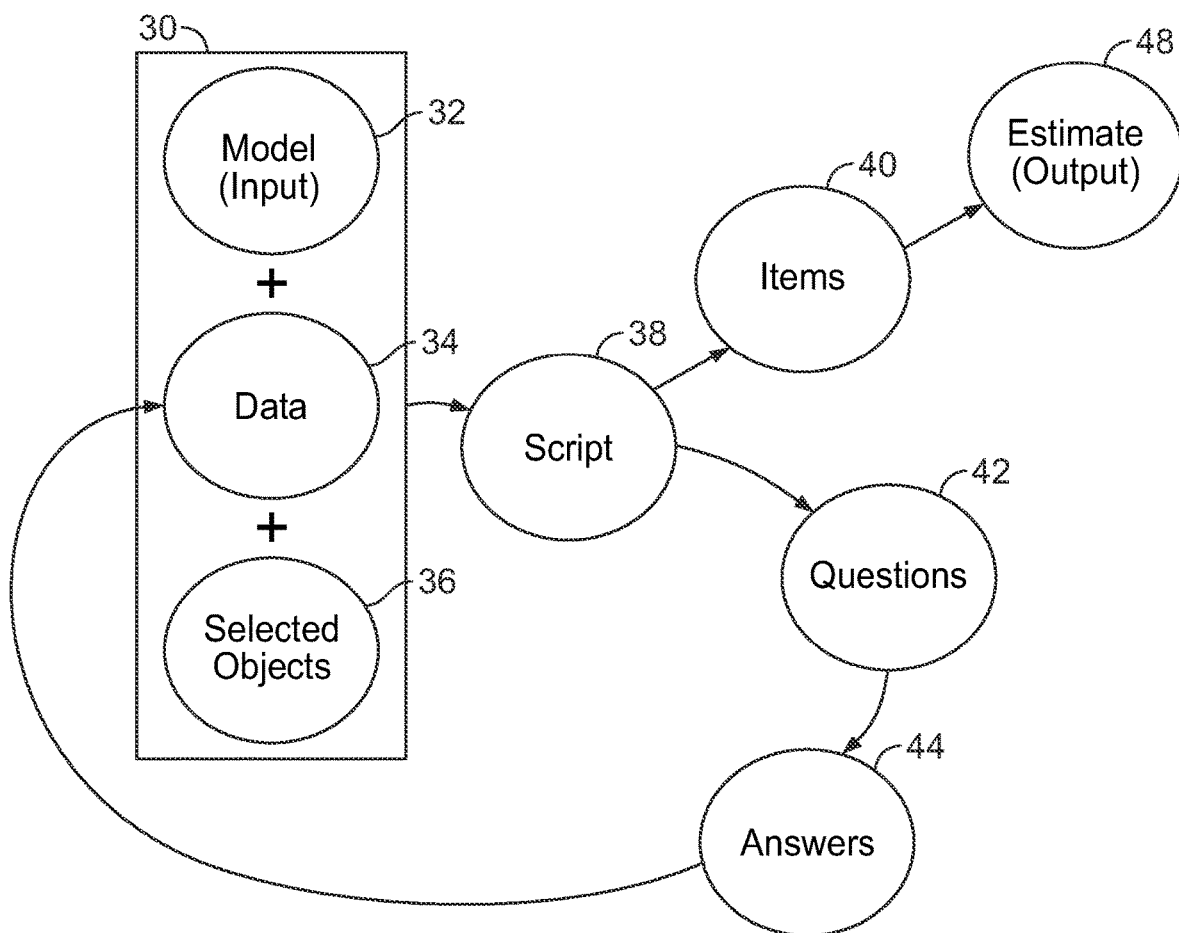 30
48
32
Model
(Input)
Estimate
(Output)
40
+
Items
34
38
Data
Script
42
+
Questions
36
Selected
Objects
44
Answers